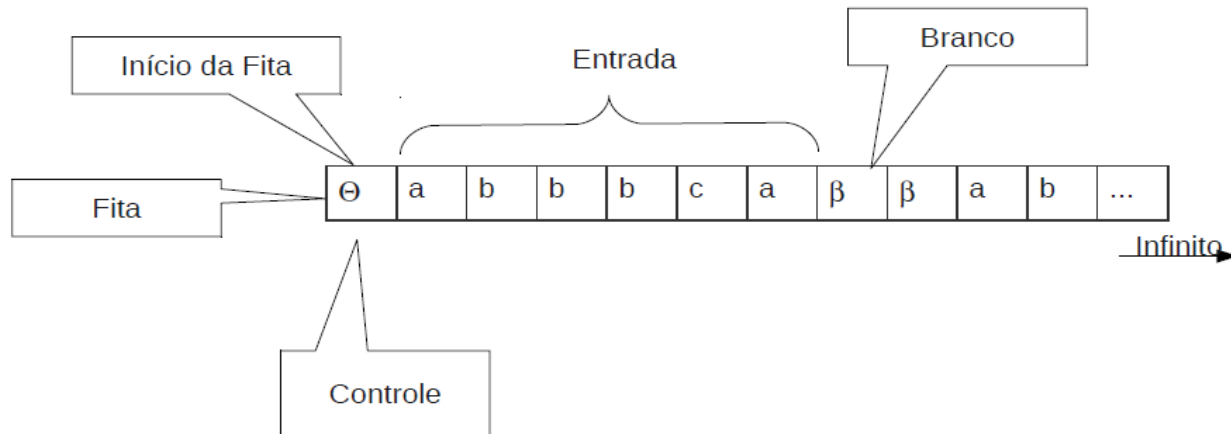 Branco
Início da Fita
Entrada
Θ a b b b c a β β a b ...
Fita
Infinito
Controle